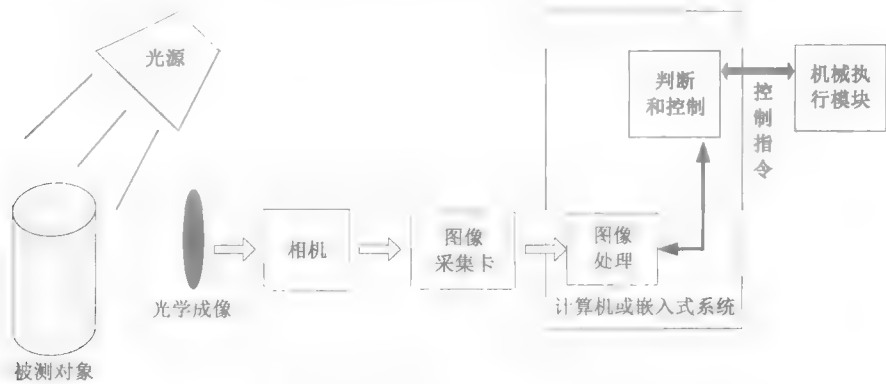 光源
判断
和控制
控制指令
机械执
行模块
相机
图像
采集卡
图像
处理
光学成像
计算机或嵌入式系统
被测对象